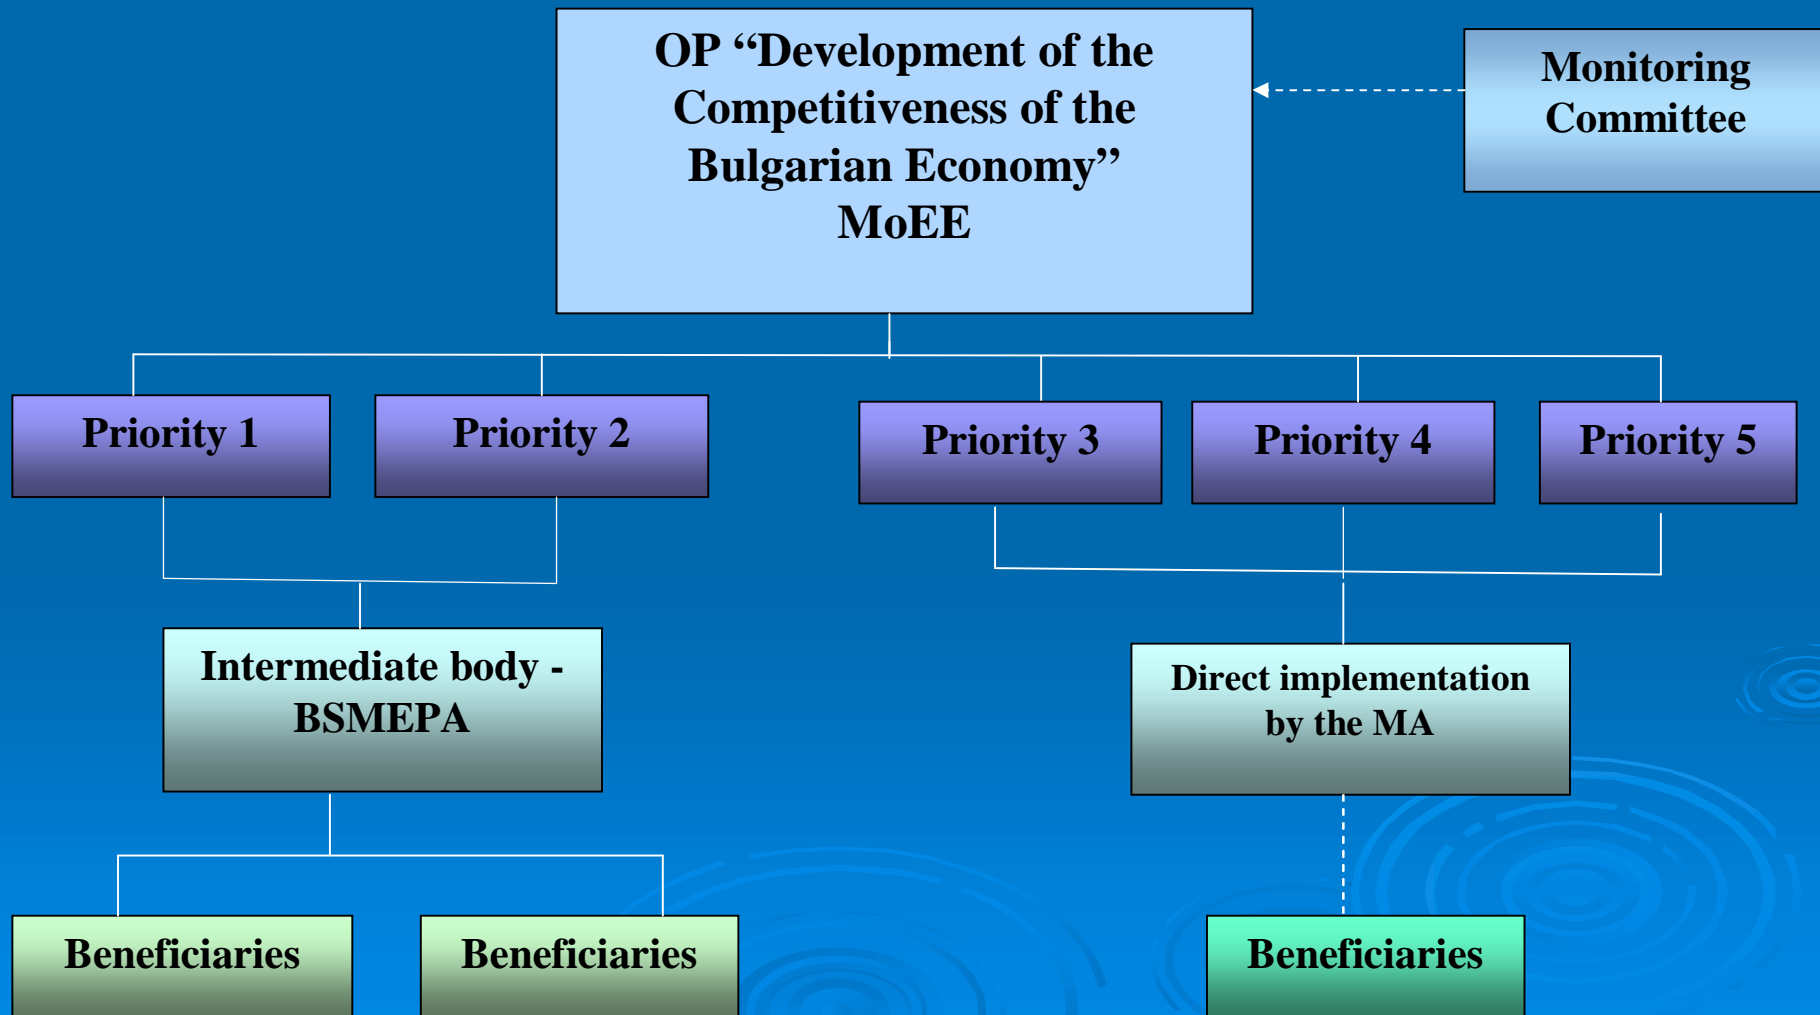 OP “Development of the
Competitiveness of the
Bulgarian Economy”
MoEE
Monitoring
Committee
Priority 1
Priority 2
Priority 3
Priority 4
Priority 5
Intermediate body -
BSMEPA
Direct implementation
by the MA
Beneficiaries
Beneficiaries
Beneficiaries